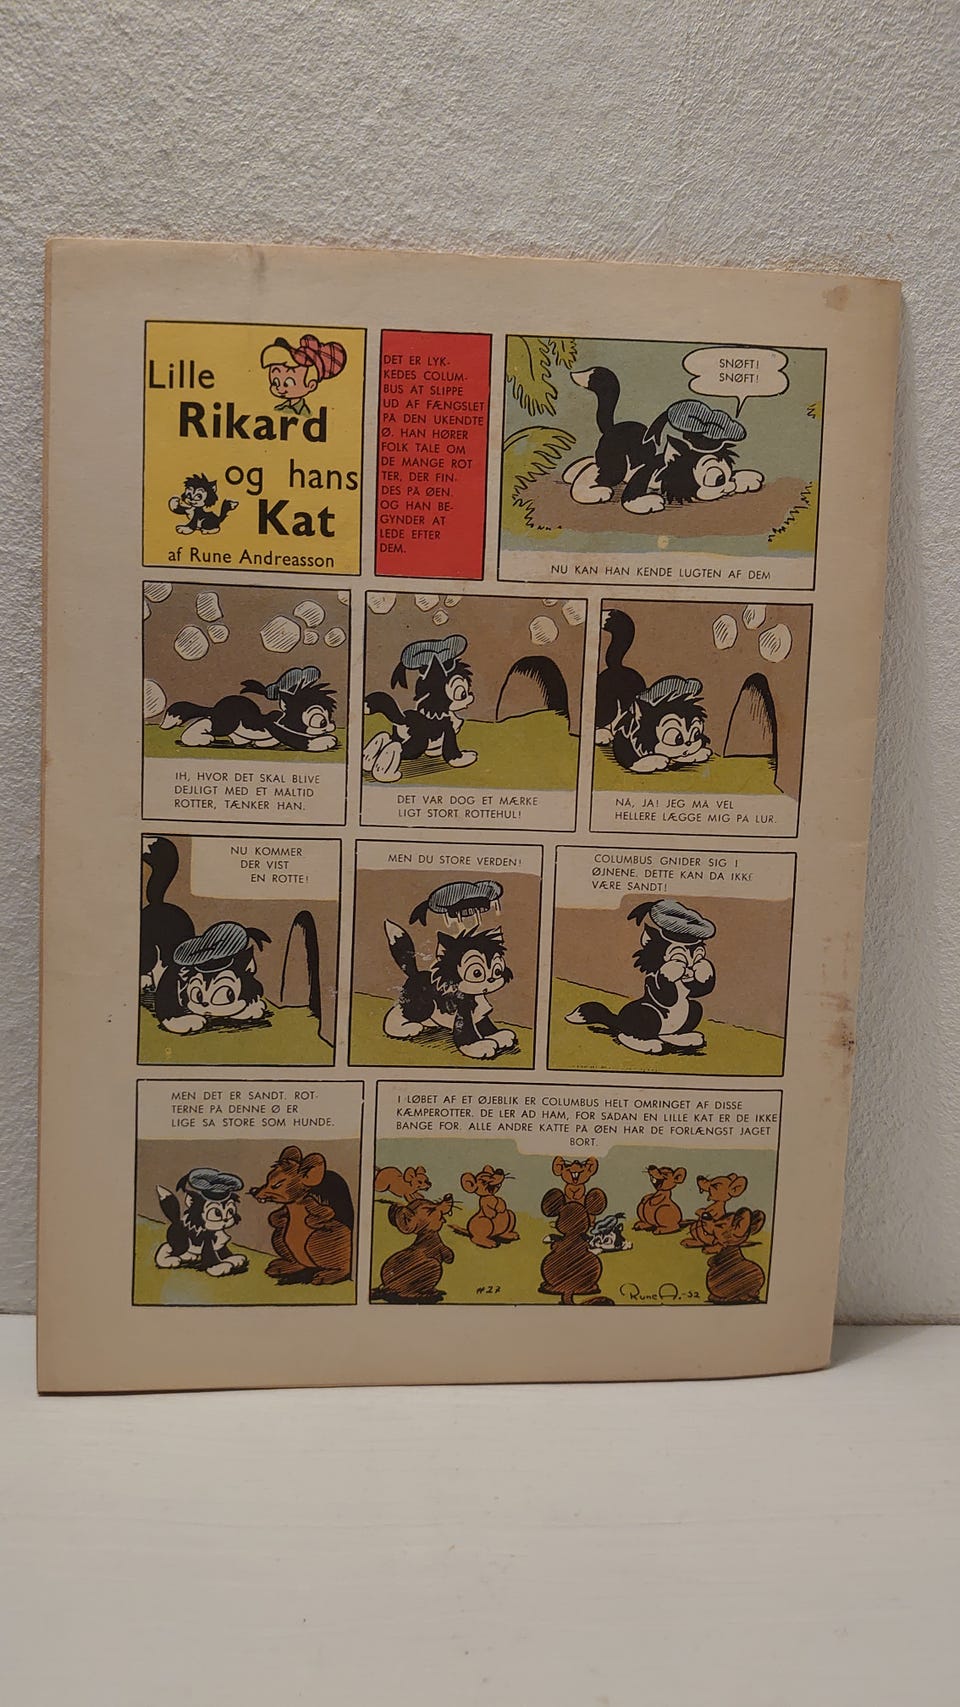 Lille
Rikard
og hans
Kat
af Rune Andreasson
DET ER LYK-
KEDES COLUM-
BUS AT SLIPPE
UD AF FÆNGSLET
PÅ DEN UKENDTE
Ø. HAN HØRER
FOLK TALE OM
DE MANGE ROT
TER, DER FIN-
DES PÅ ØEN.
OG HAN BE-
GYNDER AT
LEDE EFTER
DEM.
SNØFT!
SNØFT!
NU KAN HAN KENDE LUGTEN AF DEM
IH, HVOR DET SKAL BLIVE
DEJLIGT MED ET MÅLTID
ROTTER, TÆNKER HAN.
DET VAR DOG ET MÆRKE
LIGT STORT ROTTEHUL!
NÅ, JA! JEG MÅ VEL
HELLERE LÆGGE MIG PÅ LUR.
NU KOMMER
DER VIST
EN ROTTE!
MEN DU STORE VERDEN!
COLUMBUS GNIDER SIG I
ØJNENE. DETTE KAN DA IKKE
VÆRE SANDT!
MEN DET ER SANDT. ROT-
TERNE PÅ DENNE Ø ER
LIGE SÅ STORE SOM HUNDE.
I LØBET AF ET ØJEBLIK ER COLUMBUS HELT OMRINGET AF DISSE
KÆMPEROTTER. DE LER AD HAM, FOR SÅDAN EN LILLE KAT ER DE IKKE
BANGE FOR. ALLE ANDRE KATTE PÅ ØEN HAR DE FORLÆNGST JAGET
BORT.
#27
Rune A.-52